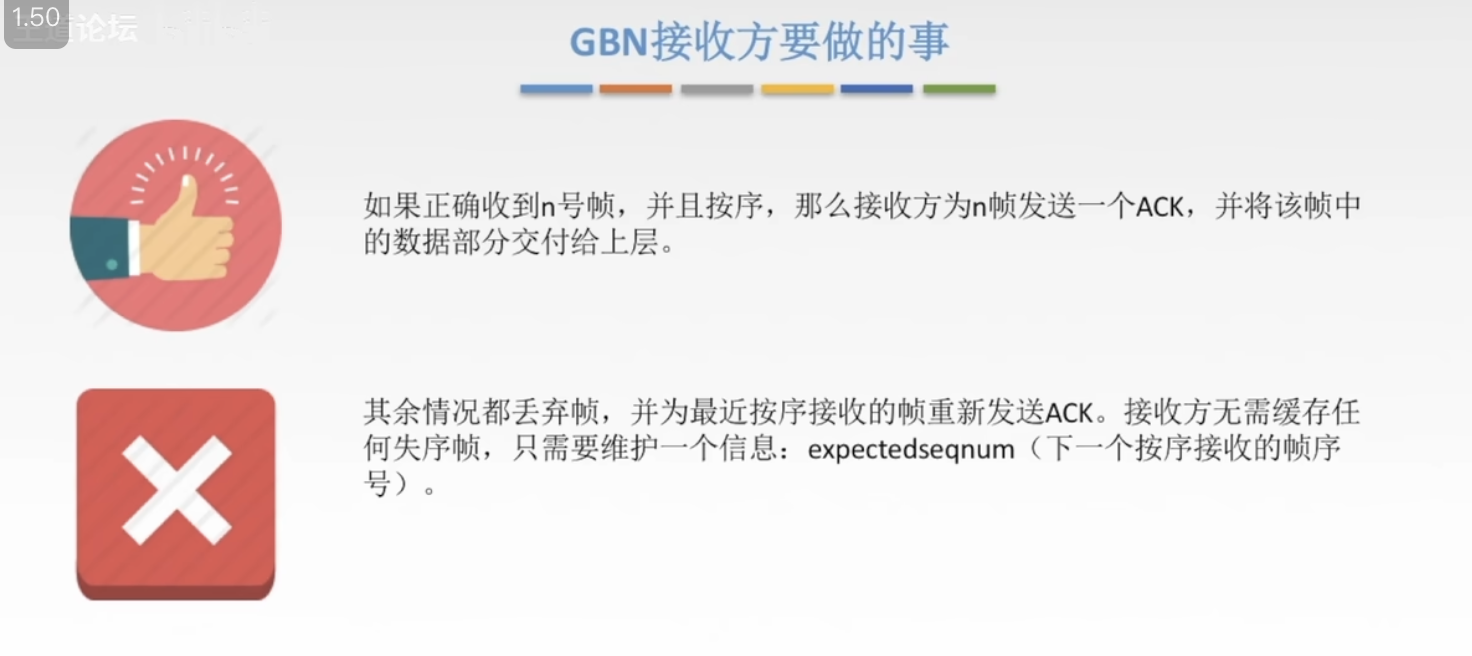 1.50
王道论坛
GBN接收方要做的事
如果正确收到n号帧，并且按序，那么接收方为n帧发送一个ACK，并将该帧中
的数据部分交付给上层。
其余情况都丢弃帧，并为最近按序接收的帧重新发送ACK。接收方无需缓存任
何失序帧，只需要维护一个信息：expectedseqnum（下一个按序接收的帧序
号）。